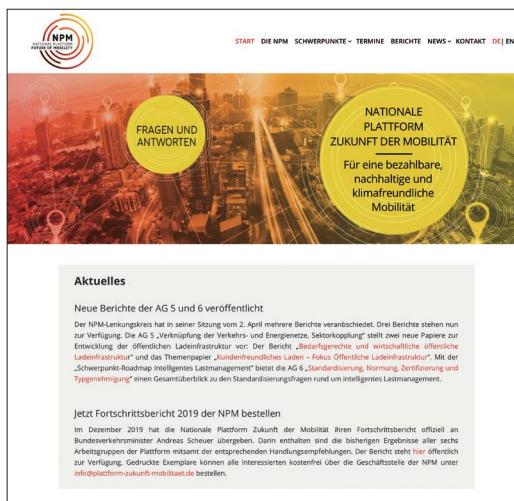 NPM
NATIONAL PLATFORM
FUTURE OF MOBILITY
START DIE NPM SCHWERPUNKTE TERMINE BERICHTE NEWS KONTAKT DE| EN
FRAGEN UND
ANTWORTEN
NATIONALE
PLATTFORM
ZUKUNFT DER MOBILITÄT
Für eine bezahlbare,
nachhaltige und
klimafreundliche
Mobilität
Aktuelles
Neue Berichte der AG 5 und 6 veröffentlicht
Der NPM-Lenkungskreis hat in seiner Sitzung vom 2. April mehrere Berichte verabschiedet. Drei Berichte stehen nun
zur Verfügung. Die AG 5 „Verknüpfung der Verkehrs- und Energienetze, Sektorkopplung“ stellt zwei neue Papiere zur
Entwicklung der öffentlichen Ladeinfrastruktur vor: Der Bericht „Bedarfsgerechte und wirtschaftliche öffentliche
Ladeinfrastruktur“ und das Themenpapier „Kundenfreundliches Laden – Fokus Öffentliche Ladeinfrastruktur“. Mit der
„Schwerpunkt-Roadmap Intelligentes Lastmanagement“ bietet die AG 6 „Standardisierung, Normung, Zertifizierung und
Typgenehmigung“ einen Gesamtüberblick zu den Standardisierungsfragen rund um intelligentes Lastmanagement.
Jetzt Fortschrittsbericht 2019 der NPM bestellen
Im Dezember 2019 hat die Nationale Plattform Zukunft der Mobilität ihren Fortschrittsbericht offiziell an
Bundesverkehrsminister Andreas Scheuer übergeben. Darin enthalten sind die bisherigen Ergebnisse aller sechs
Arbeitsgruppen der Plattform mitsamt der entsprechenden Handlungsempfehlungen. Der Bericht steht hier öffentlich
zur Verfügung. Gedruckte Exemplare können alle Interessierten kostenfrei über die Geschäftsstelle der NPM unter
info@plattform-zukunft-mobilitaet.de bestellen.